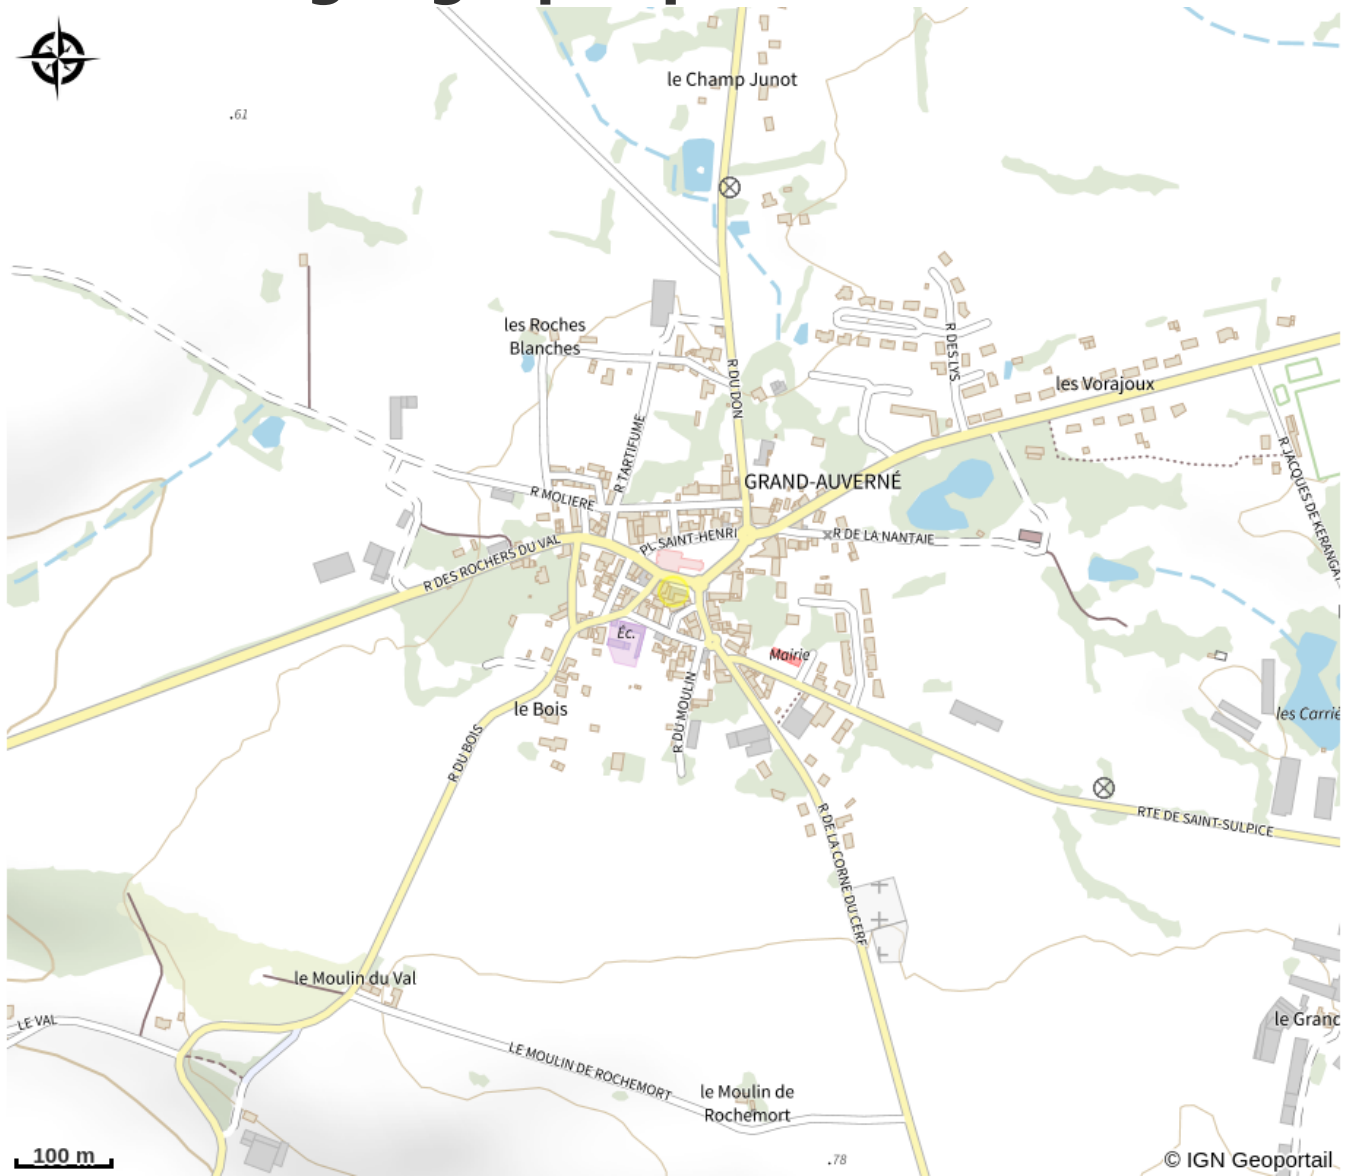 le Champ Junot
.61
les Roches
Blanches
R DU DON
R DES LYS
les Vorajoux
R TARTIFUME
R JACQUES DE KERANGA
GRAND-AUVERNÉ
R MOLIERE
PL SAINT-HENRI
R DE LA NANTAIE
R DES ROCHERS DU VAL
Éc.
Mairie
le Bois
R DU MOULIN
les Carriè
R DU BOIS
RTE DE SAINT-SULPICE
R DE LA CORNE DU CERF
le Moulin du Val
LE VAL
le Grand
LE MOULIN DE ROCHEMORT
le Moulin de
Rochemort
100 m
.78
© IGN Geoportail